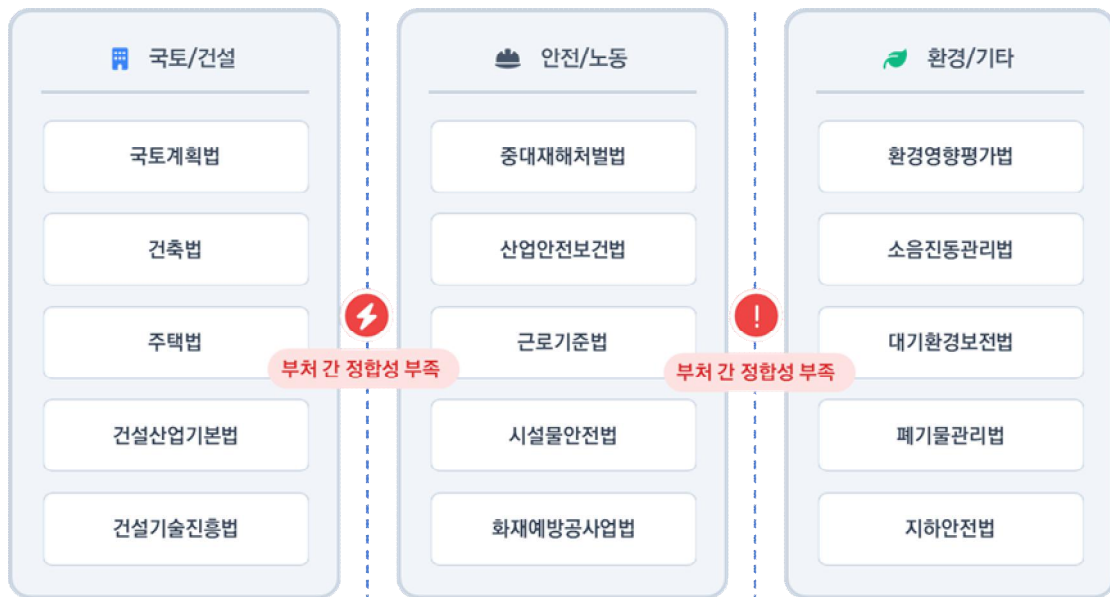 국토/건설
국토계획법
건축법
주택법
건설산업기본법
건설기술진흥법
부처 간 정합성 부족
안전/노동
중대재해처벌법
산업안전보건법
근로기준법
시설물안전법
화재예방공사업법
부처 간 정합성 부족
환경/기타
환경영향평가법
소음진동관리법
대기환경보전법
폐기물관리법
지하안전법